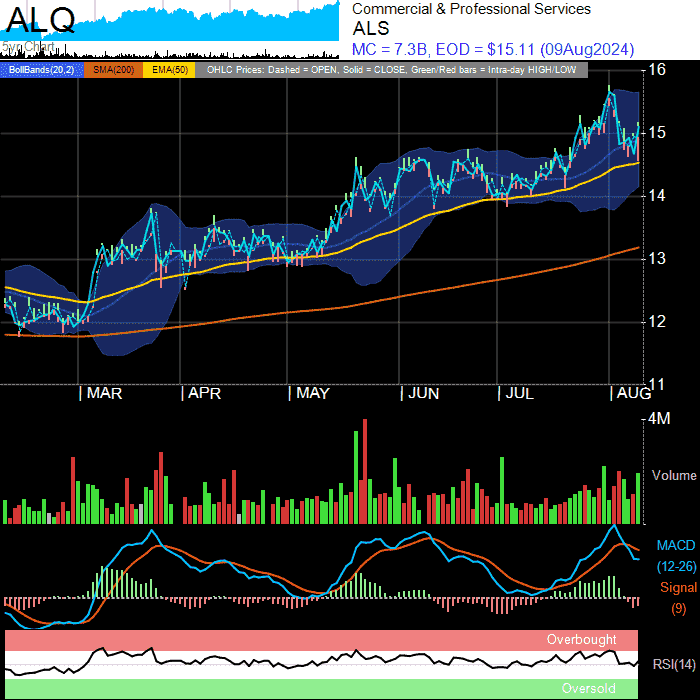 ALQ
5yr Chart
Commercial & Professional Services
ALS
MC = 7.3B, EOD = $15.11 (09Aug2024)
BollBands(20,2) SMA(200) EMA(50) OHLC Prices: Dashed = OPEN, Solid = CLOSE, Green/Red bars = Intra-day HIGH/LOW
16
15
14
13
12
11
| MAR | APR | MAY | JUN | JUL | AUG
4M
Volume
MACD
(12-26)
Signal
(9)
Overbought
RSI(14)
Oversold